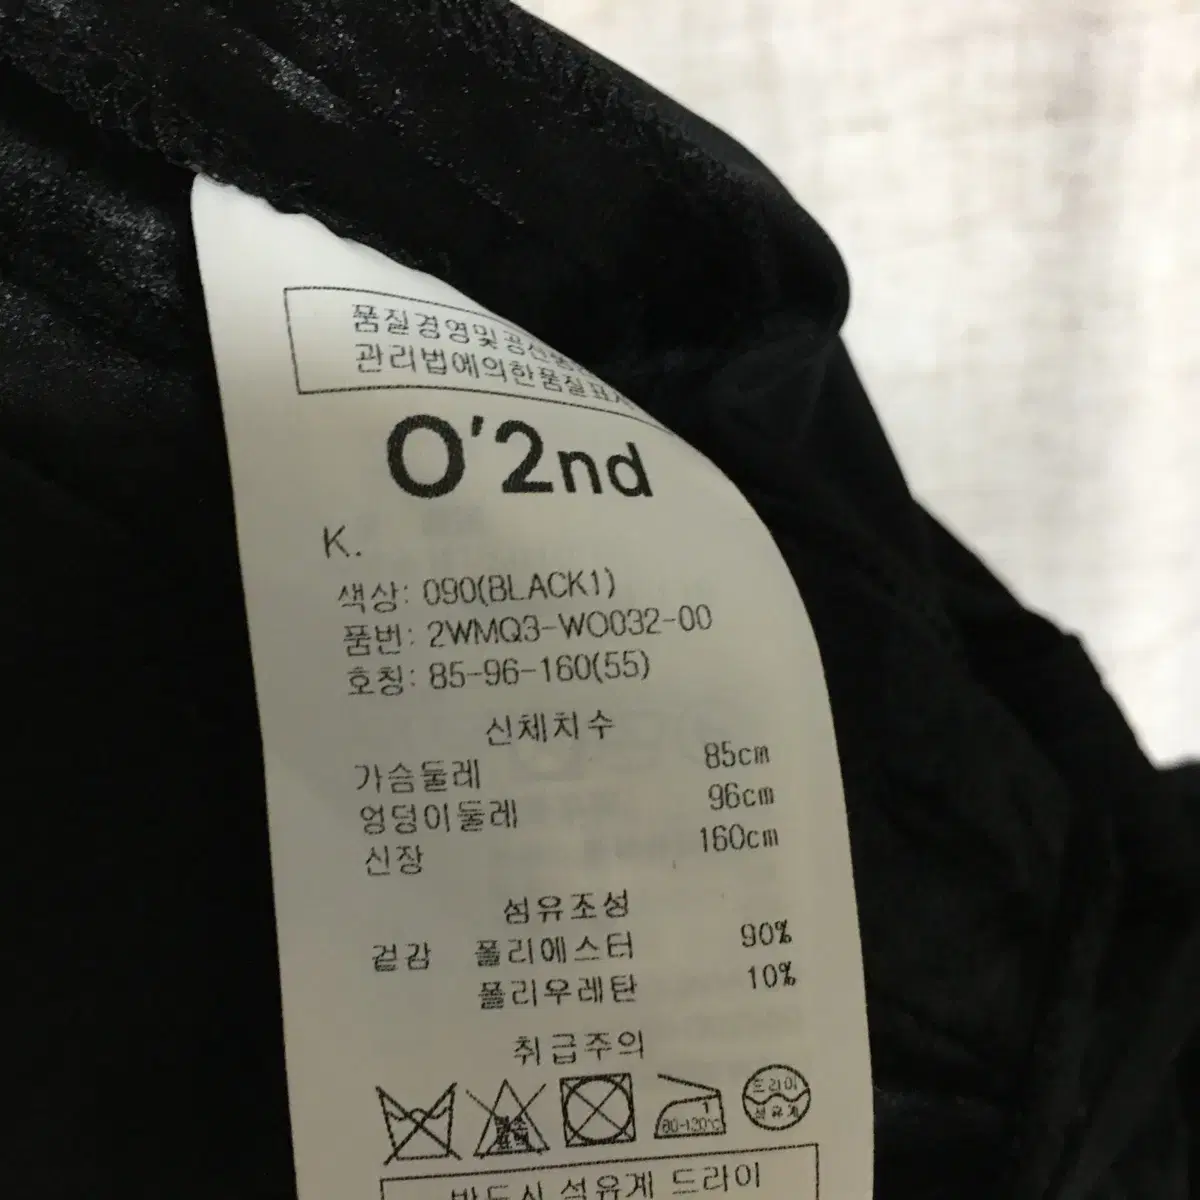 품질경영및공산품
관리법에의한품질표시
O'2nd
K.
색상: 090(BLACK1)
품번: 2WMQ3-WO032-00
호칭: 85-96-160(55)
신체치수
가슴둘레 85cm
엉덩이둘레 96cm
신장 160cm
섬유조성
겉감 폴리에스터 90%
폴리우레탄 10%
취급주의
80-120℃
드라이
석유계
반드시 석유계 드라이